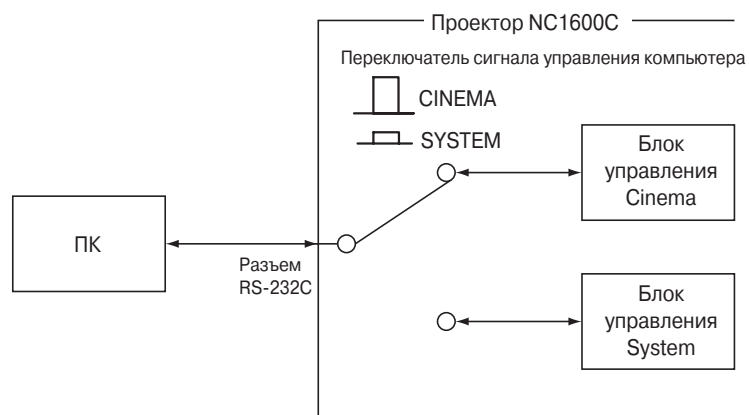 Проектор NC1600C
Переключатель сигнала управления компьютера
CINEMA
SYSTEM
Блок
управления
Cinema
ПК
Разъем
RS-232C
Блок
управления
System